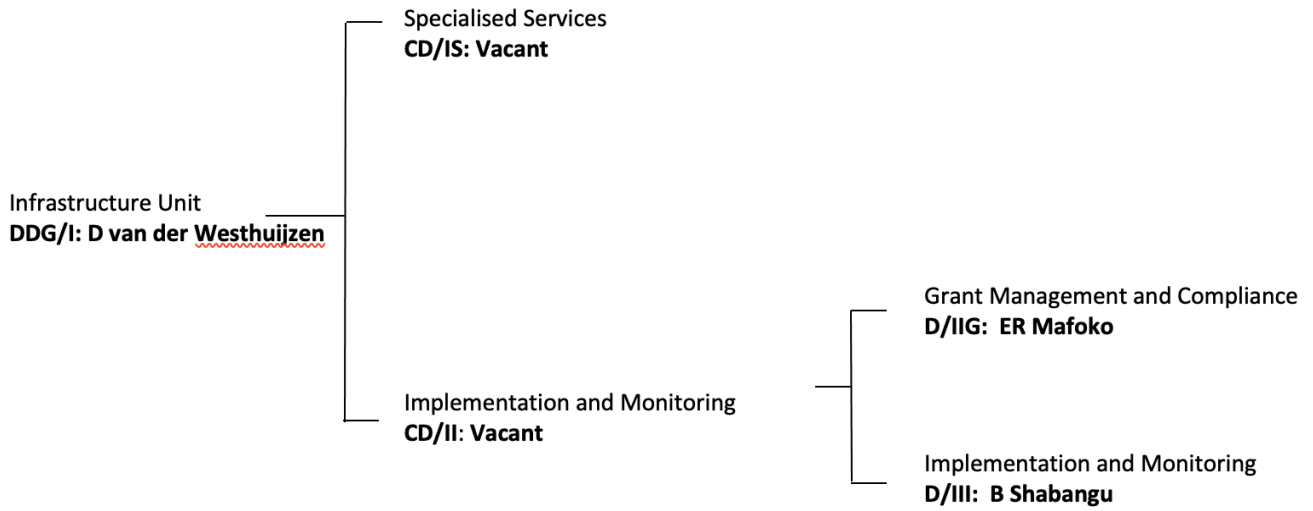 Specialised Services
CD/IS: Vacant
Infrastructure Unit
DDG/I: D van der Westhuijzen
Grant Management and Compliance
D/IIG:  ER Mafoko
Implementation and Monitoring
CD/II: Vacant
Implementation and Monitoring
D/III:  B Shabangu